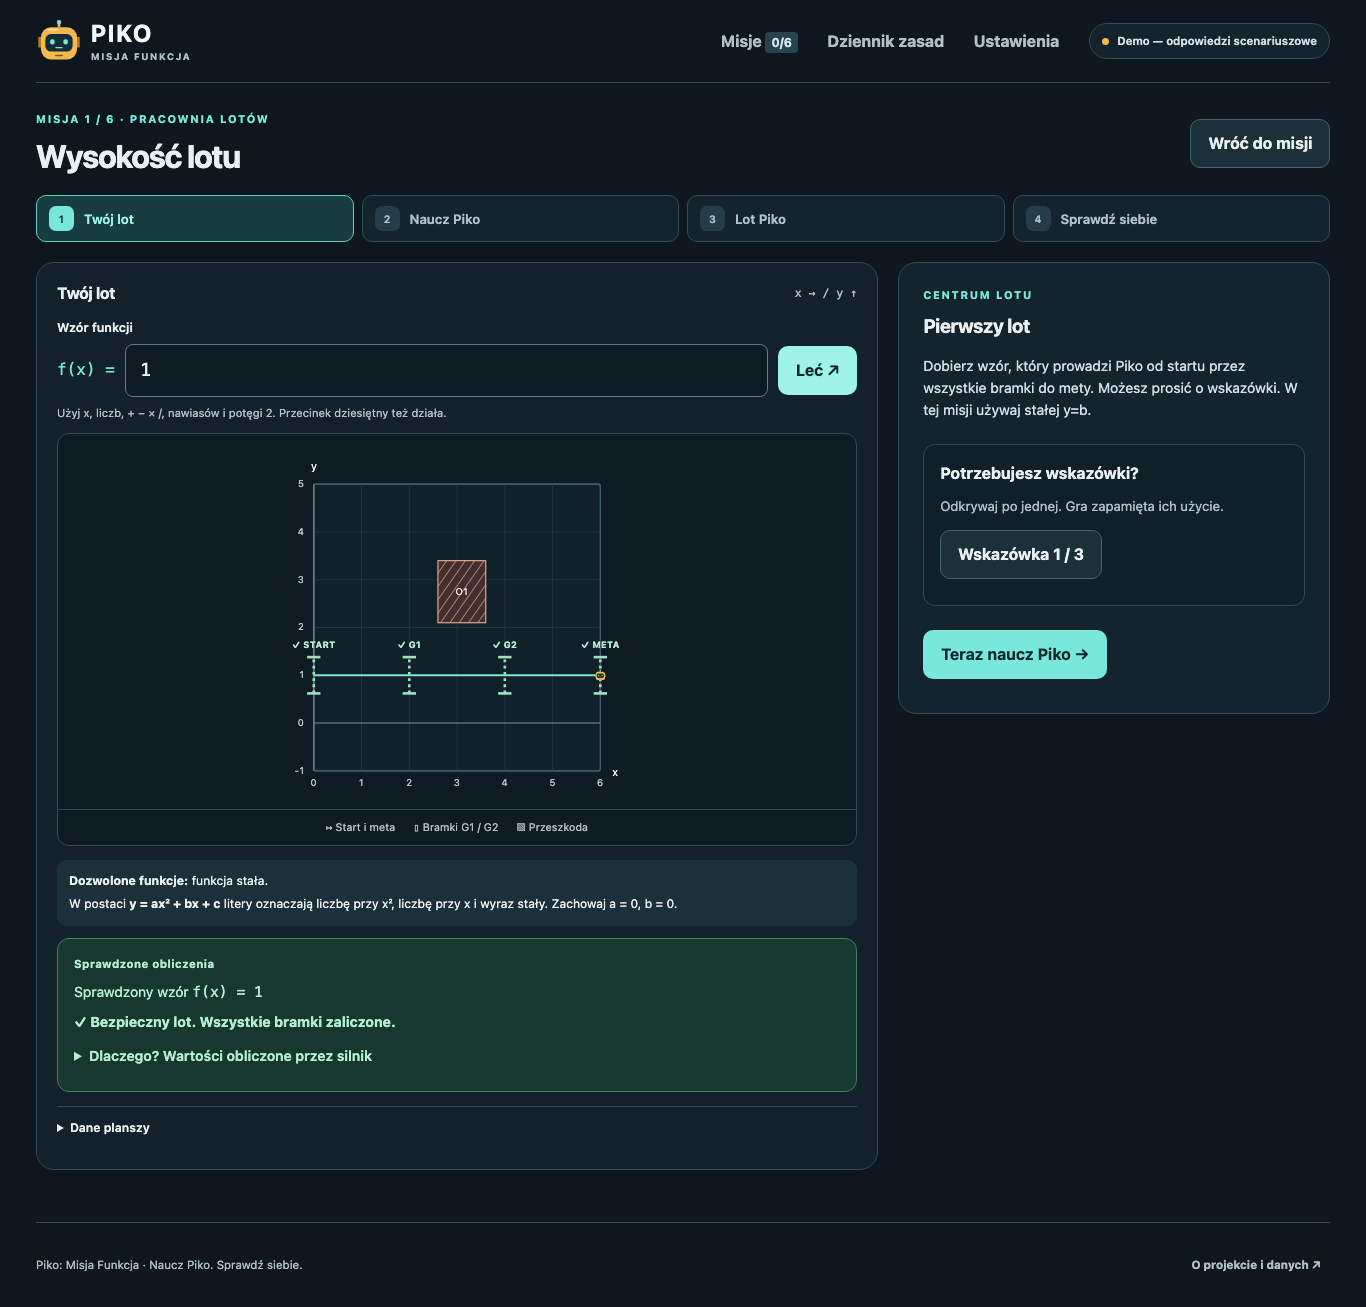 PIKO
MISJA FUNKCJA
Misje 0/6
Dziennik zasad
Ustawienia
Demo — odpowiedzi scenariuszowe
MISJA 1 / 6 · PRACOWNIA LOTÓW
Wysokość lotu
Wróć do misji
1 Twój lot
2 Naucz Piko
3 Lot Piko
4 Sprawdź siebie
Twój lot
x → / y ↑
Wzór funkcji
f(x) = 1
Leć ↗
Użyj x, liczb, + − × /, nawiasów i potęgi 2. Przecinek dziesiętny też działa.
y
5
4
3
O1
2
✓ START
✓ G1
✓ G2
✓ META
1
0
-1
x
0 1 2 3 4 5 6
↦ Start i meta
▯ Bramki G1 / G2
▨ Przeszkoda
Dozwolone funkcje: funkcja stała.
W postaci y = ax² + bx + c litery oznaczają liczbę przy x², liczbę przy x i wyraz stały. Zachowaj a = 0, b = 0.
Sprawdzone obliczenia
Sprawdzony wzór f(x) = 1
✓ Bezpieczny lot. Wszystkie bramki zaliczone.
▶ Dlaczego? Wartości obliczone przez silnik
▶ Dane planszy
CENTRUM LOTU
Pierwszy lot
Dobierz wzór, który prowadzi Piko od startu przez
wszystkie bramki do mety. Możesz prosić o wskazówki. W
tej misji używaj stałej y=b.
Potrzebujesz wskazówki?
Odkrywaj po jednej. Gra zapamięta ich użycie.
Wskazówka 1 / 3
Teraz naucz Piko →
Piko: Misja Funkcja · Naucz Piko. Sprawdź siebie.
O projekcie i danych ↗